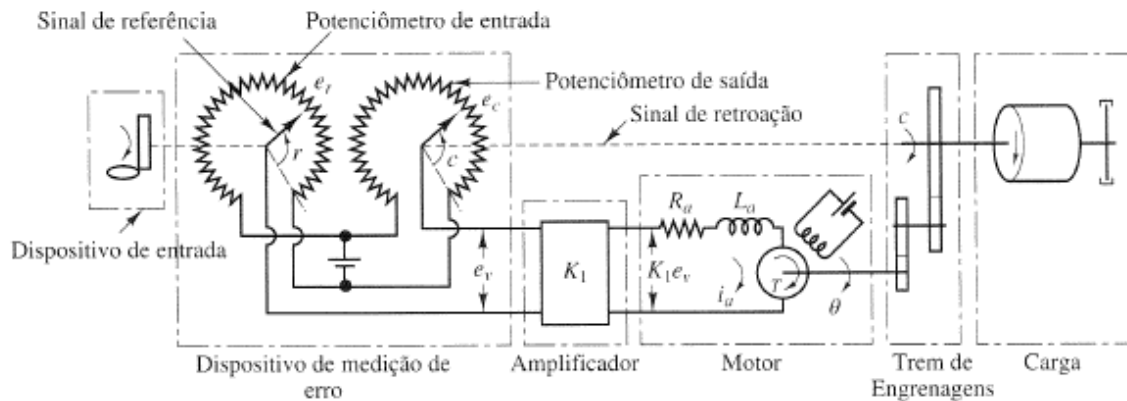 Sinal de referência
Potenciômetro de entrada
Potenciômetro de saída
Sinal de retroação
e_r
e_c
r
c
c
Dispositivo de entrada
R_a
L_a
e_v
K_1
K_1e_v
i_a
T
θ
Dispositivo de medição de
erro
Amplificador
Motor
Trem de
Engrenagens
Carga